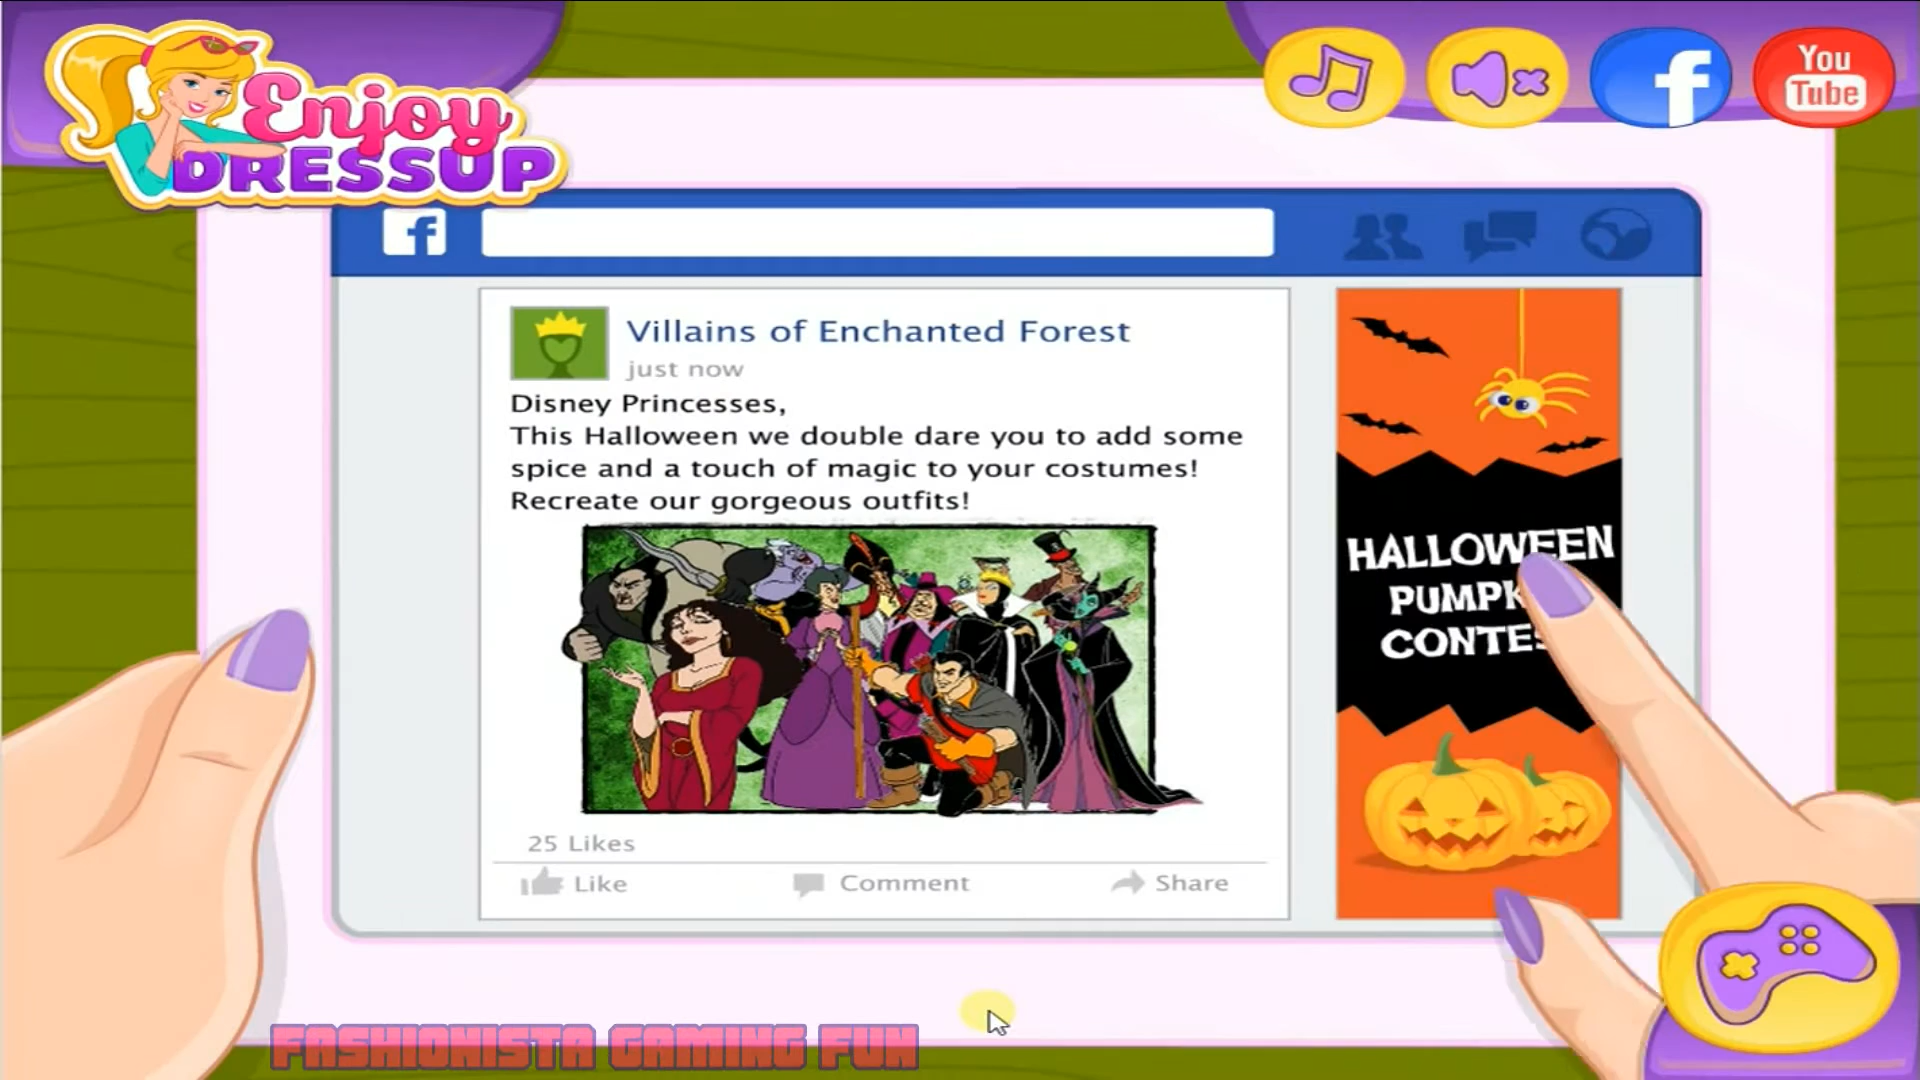 Enjoy
DRESSUP
You
Tube
f
f
Villains of Enchanted Forest
just now
Disney Princesses,
This Halloween we double dare you to add some
spice and a touch of magic to your costumes!
Recreate our gorgeous outfits!
HALLOWEEN
PUMPK
CONTES
25 Likes
Like
Comment
Share
FASHIONISTA GAMING FUN